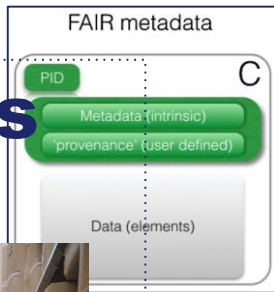 FAIR metadata
PID
C
Metadata (intrinsic)
s
'provenance' (user defined)
Data (elements)